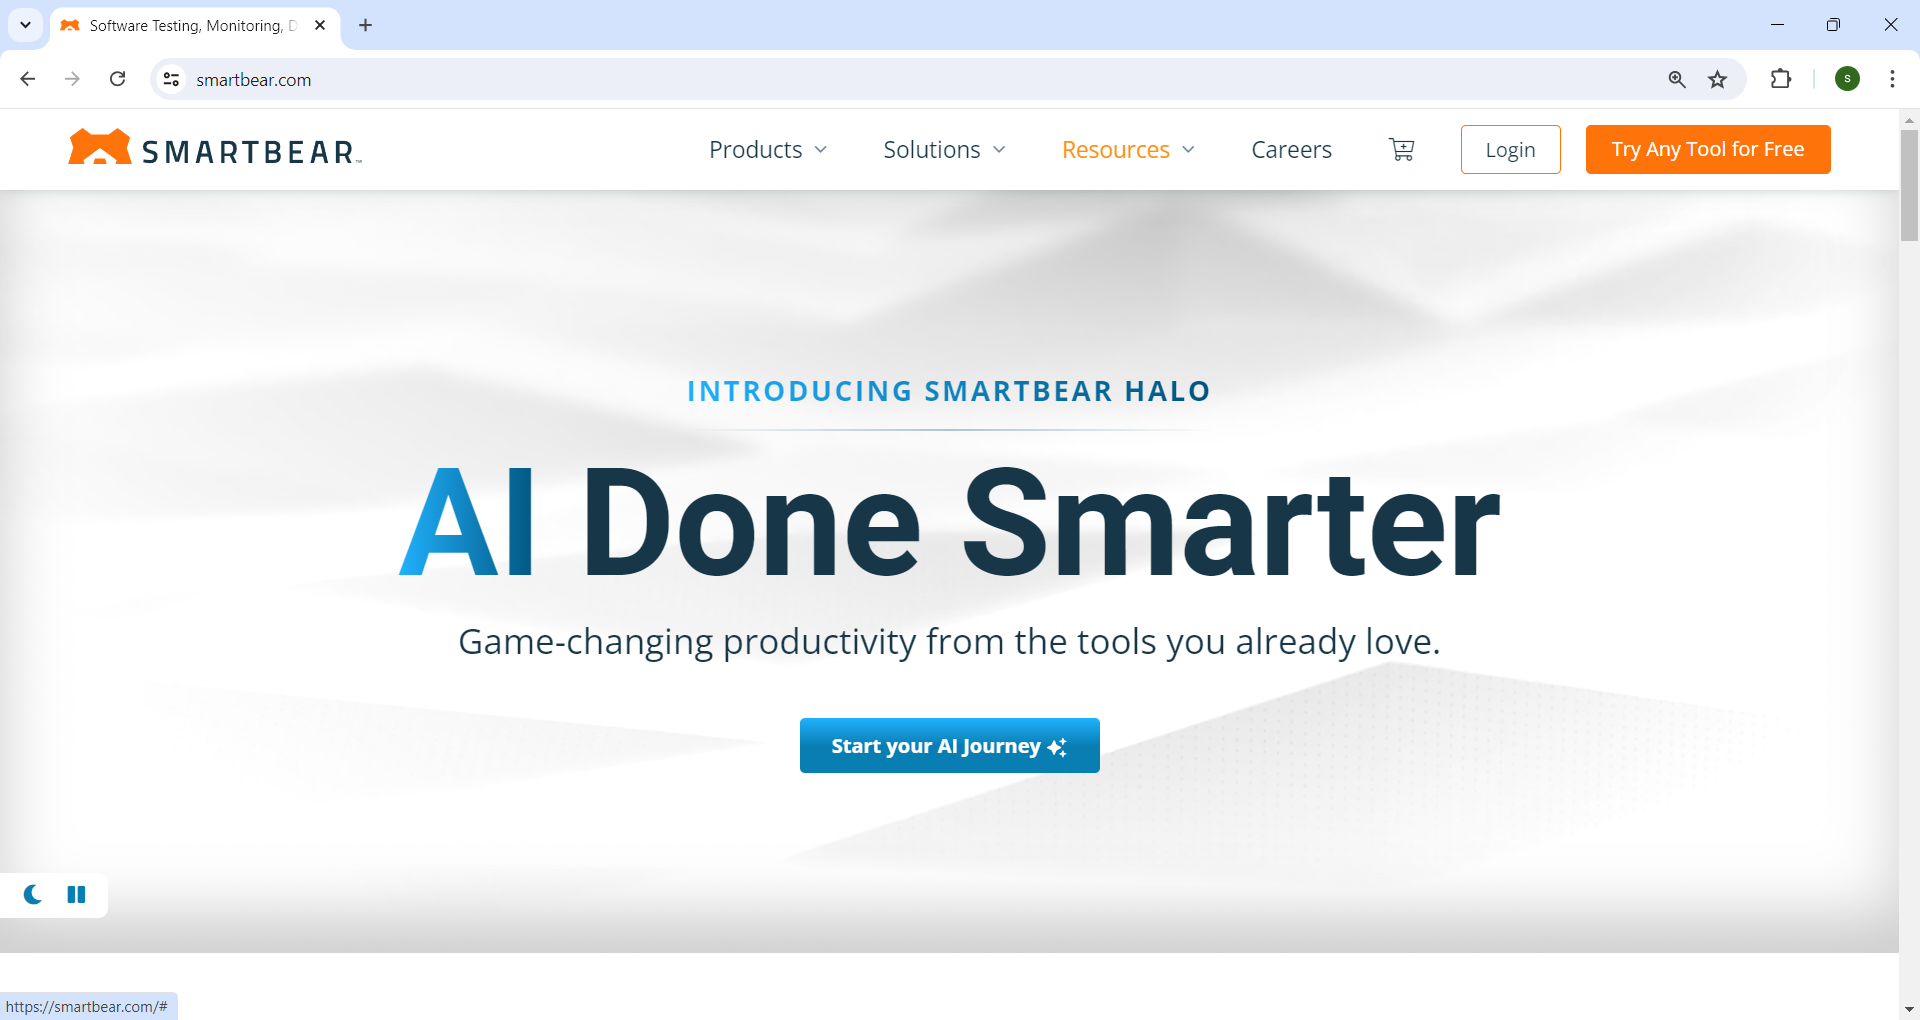 Software Testing, Monitoring, D
smartbear.com
S
SMARTBEAR™
Products
Solutions
Resources
Careers
Login
Try Any Tool for Free
INTRODUCING SMARTBEAR HALO
AI Done Smarter
Game-changing productivity from the tools you already love.
Start your AI Journey
https://smartbear.com/#